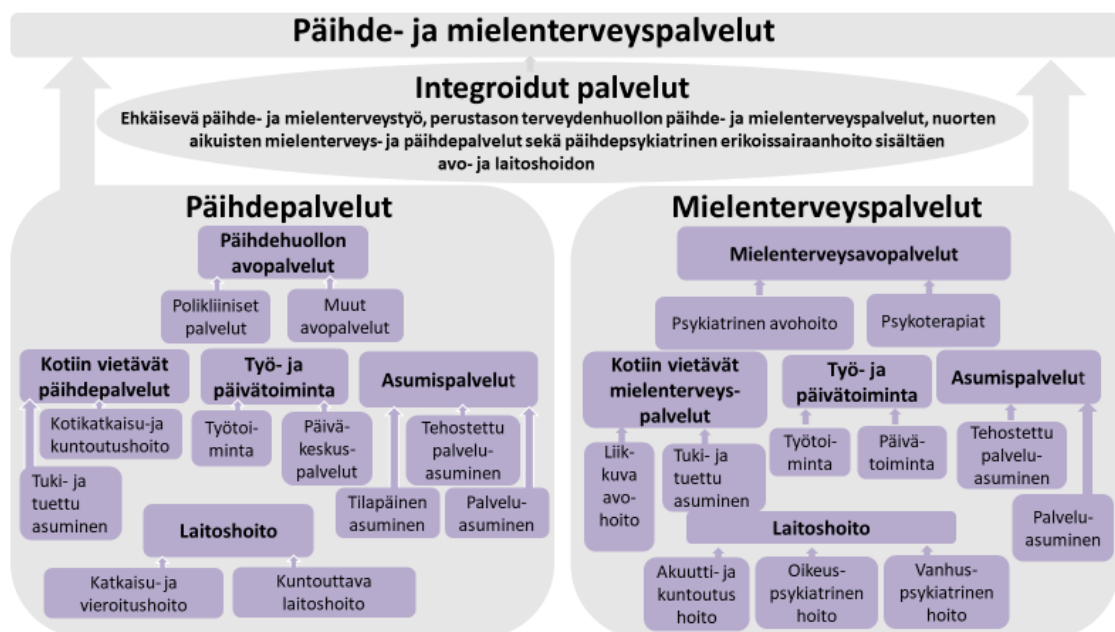 Päihde- ja mielenterveyspalvelut
Integroidut palvelut
Ehkäisevä päihde- ja mielenterveystyö, perustason terveydenhuollon päihde- ja mielenterveyspalvelut, nuorten
aikuisten mielenterveys- ja päihdepalvelut sekä päihdepsykiatrinen erikoissairaanhoito sisältäen
avo- ja laitoshoidon
Päihdepalvelut
Päihdehuollon
avopalvelut
Polikliiniset
palvelut
Muut
avopalvelut
Kotiin vietävät
päihdepalvelut
Työ- ja
päivätoiminta
Asumispalvelut
Kotikatkaisu-ja
kuntoutushoito
Työtoi-
minta
Päivä-
keskus-
palvelut
Tehostettu
palvelu-
asuminen
Tuki- ja
tuettu
asuminen
Tilapäinen
asuminen
Palvelu-
asuminen
Laitoshoito
Katkaisu- ja
vieroitushoito
Kuntouttava
laitoshoito
Mielenterveyspalvelut
Mielenterveysavopalvelut
Psykiatrinen avohoito
Psykoterapiat
Kotiin vietävät
mielenterveys-
palvelut
Työ- ja
päivätoiminta
Asumispalvelut
Liik-
kuva
avo-
hoito
Tuki- ja
tuettu
asuminen
Työtoi-
minta
Päivä-
toiminta
Tehostettu
palvelu-
asuminen
Palvelu-
asuminen
Laitoshoito
Akuutti- ja
kuntoutus
hoito
Oikeus-
psykiatrinen
hoito
Vanhus-
psykiatrinen
hoito